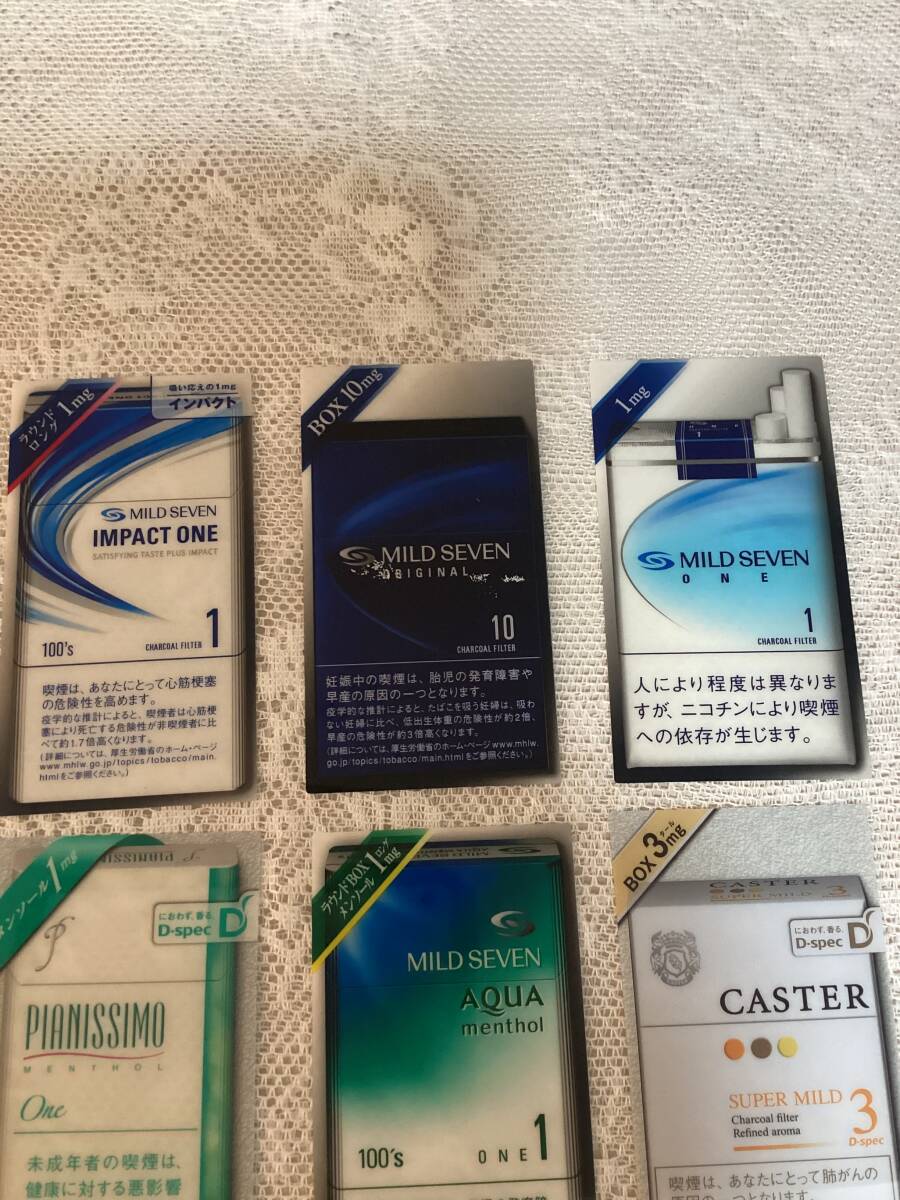 ラウンド
ロング 1mg
吸い応えの1mg
インパクト
MILD SEVEN
IMPACT ONE
SATISFYING TASTE PLUS IMPACT
100's
CHARCOAL FILTER 1
喫煙は、あなたにとって心筋梗塞
の危険性を高めます。
疫学的な推計によると、喫煙者は心筋梗
塞により死亡する危険性が非喫煙者に比
べて約1.7倍高くなります。
(詳細については、厚生労働省のホーム・ページ
www.mhlw.go.jp/topics/tobacco/main.
htmlをご参照ください。)
BOX 10mg
MILD SEVEN
ORIGINAL
10
CHARCOAL FILTER
妊娠中の喫煙は、胎児の発育障害や
早産の原因の一つとなります。
疫学的な推計によると、たばこを吸う妊婦は、吸わ
ない妊婦に比べ、低出生体重の危険性が約2倍、
早産の危険性が約3倍高くなります。
(詳細については、厚生労働省のホーム・ページ www.mhlw.
go.jp/topics/tobacco/main.htmlをご参照ください。)
1mg
1
MILD SEVEN
ONE
1
CHARCOAL FILTER
人により程度は異なりま
すが、ニコチンにより喫煙
への依存が生じます。
メンソール 1mg
PIANISSIMO
におわず、香る。
D-spec D
PIANISSIMO
MENTHOL
One
未成年者の喫煙は、
健康に対する悪影響
ラウンドBOX ロング
メンソール 1mg
MILD SEVEN
AQUA
menthol
100's
ONE 1
BOX 3mg
CASTER
SUPER MILD 3
におわず、香る。
D-spec D
CASTER
SUPER MILD 3
Charcoal filter
Refined aroma
D-spec
喫煙は、あなたにとって肺がんの